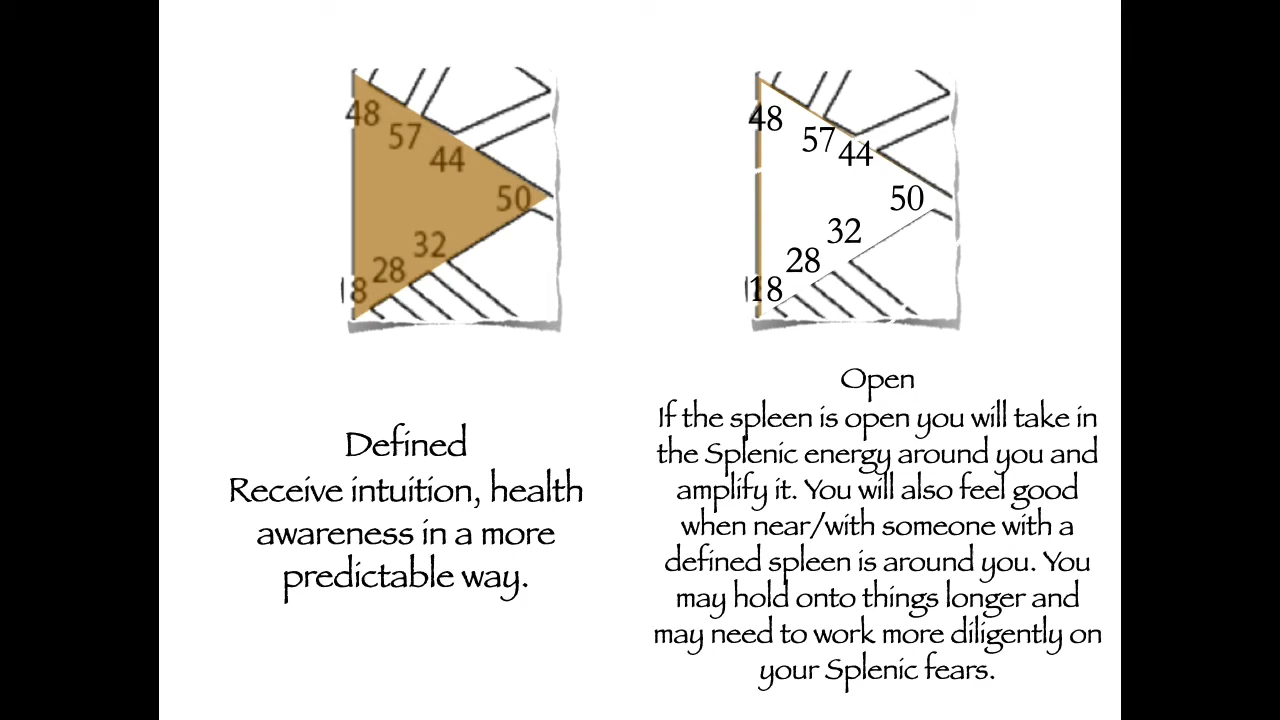 48
57
44
50
32
28
18
Defined
Receive intuition, health
awareness in a more
predictable way.
48
57
44
50
32
28
18
Open
If the spleen is open you will take in
the Splenic energy around you and
amplify it. You will also feel good
when near/with someone with a
defined spleen is around you. You
may hold onto things longer and
may need to work more diligently on
your Splenic fears.